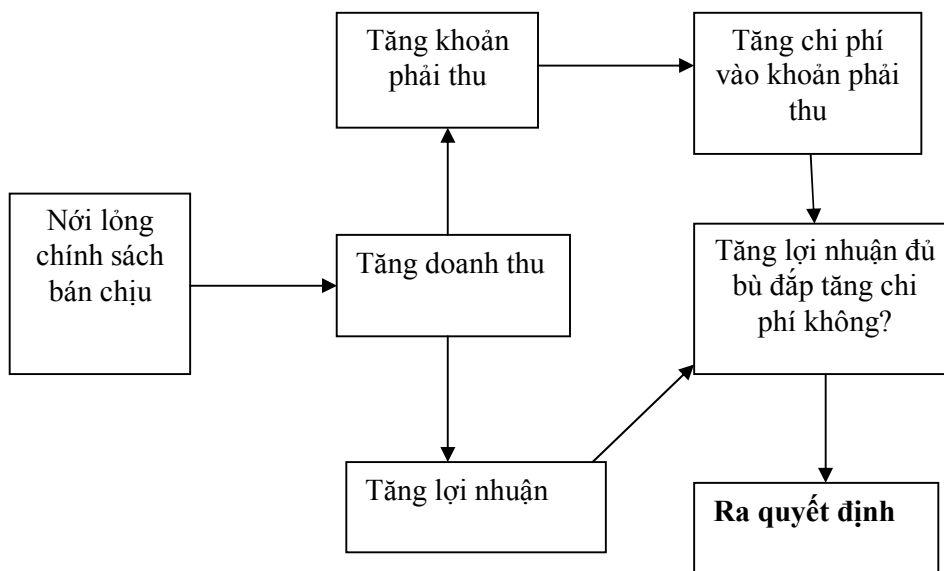 Tăng khoản
phải thu
Tăng chi phí
vào khoản phải
thu
Nới lỏng
chính sách
bán chịu
Tăng doanh thu
Tăng lợi nhuận đủ
bù đắp tăng chi
phí không?
Tăng lợi nhuận
Ra quyết định